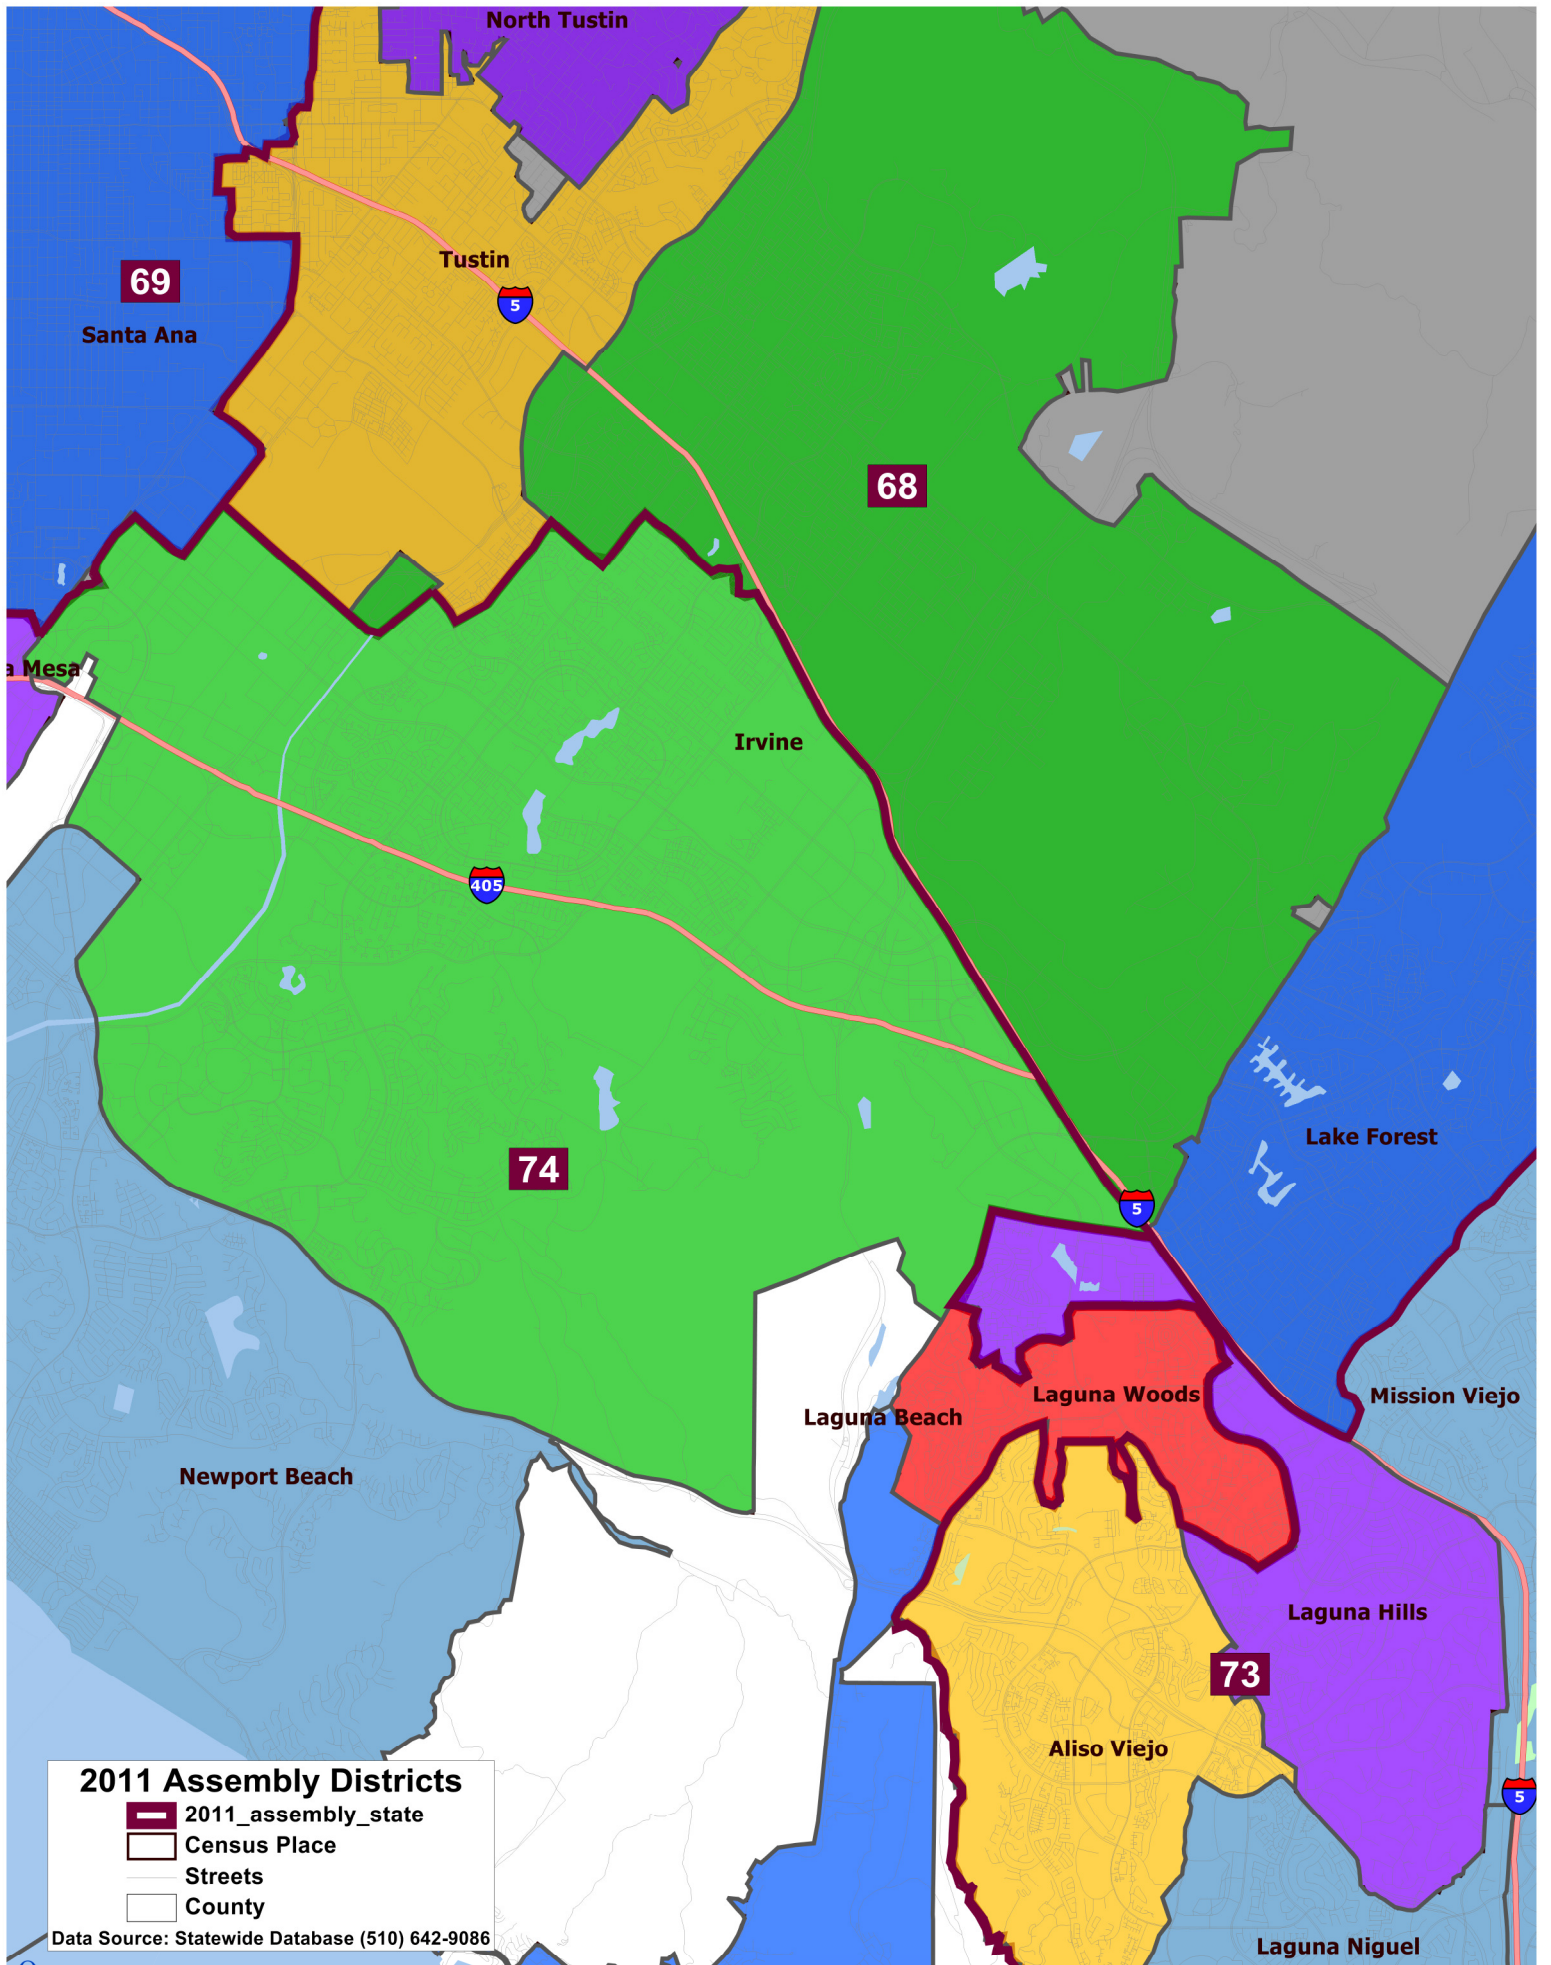 North Tustin
Tustin
69
5
Santa Ana
68
a Mesa
Irvine
405
74
Lake Forest
5
Laguna Woods
Mission Viejo
Laguna Beach
Newport Beach
Laguna Hills
73
Aliso Viejo
5
Laguna Niguel
2011 Assembly Districts
2011_assembly_state
Census Place
Streets
County
Data Source: Statewide Database (510) 642-9086